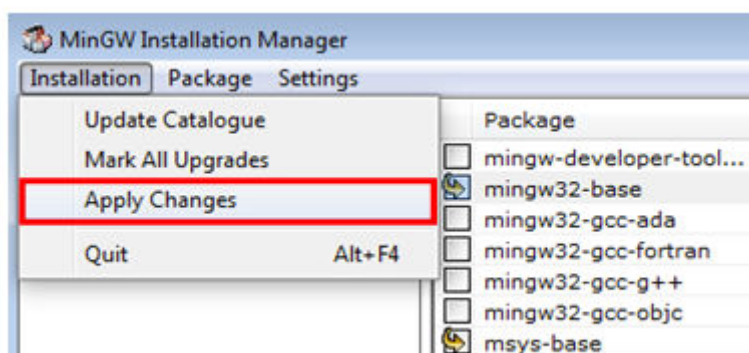 MinGW Installation Manager
Installation Package Settings
Update Catalogue
Mark All Upgrades
Apply Changes
Quit Alt+F4
Package
mingw-developer-tool...
mingw32-base
mingw32-gcc-ada
mingw32-gcc-fortran
mingw32-gcc-g++
mingw32-gcc-objc
msys-base